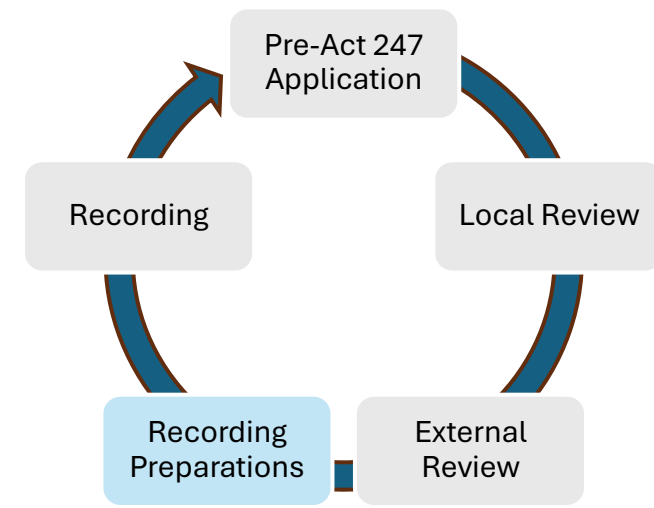 Pre-Act 247
Application
Local Review
External
Review
Recording
Preparations
Recording